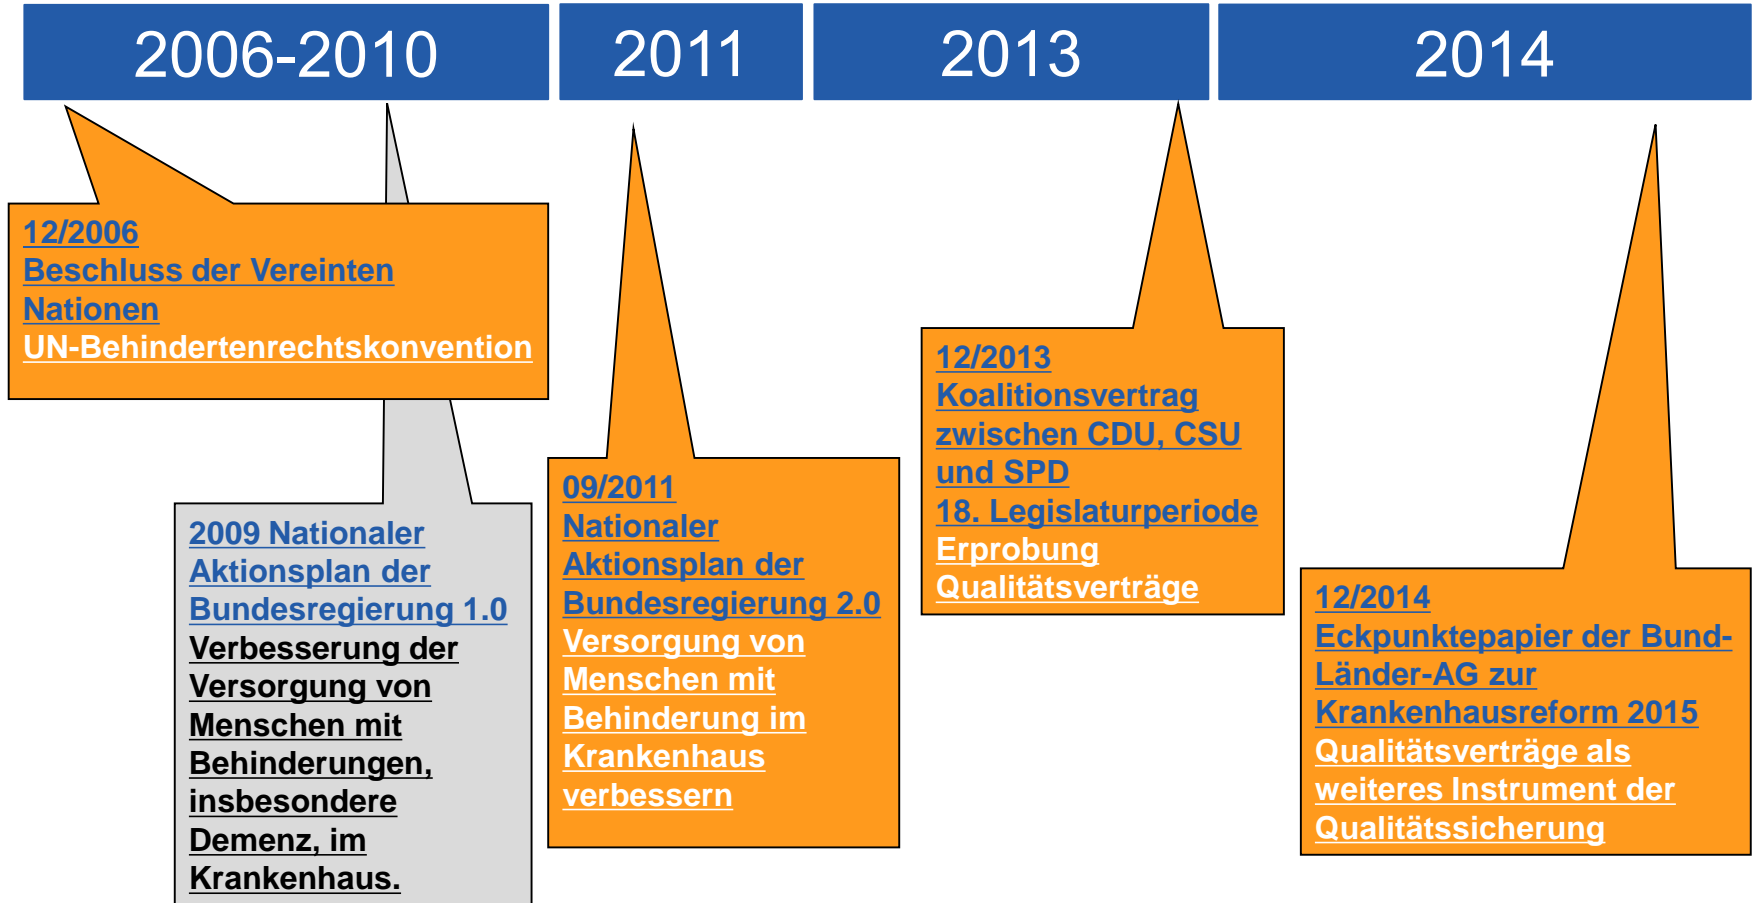 2006-2010
2011
2013
2014
12/2006
Beschluss der Vereinten
Nationen
UN-Behindertenrechtskonvention
2009 Nationaler
Aktionsplan der
Bundesregierung 1.0
Verbesserung der
Versorgung von
Menschen mit
Behinderungen,
insbesondere
Demenz, im
Krankenhaus.
09/2011
Nationaler
Aktionsplan der
Bundesregierung 2.0
Versorgung von
Menschen mit
Behinderung im
Krankenhaus
verbessern
12/2013
Koalitionsvertrag
zwischen CDU, CSU
und SPD
18. Legislaturperiode
Erprobung
Qualitätsverträge
12/2014
Eckpunktepapier der Bund-
Länder-AG zur
Krankenhausreform 2015
Qualitätsverträge als
weiteres Instrument der
Qualitätssicherung